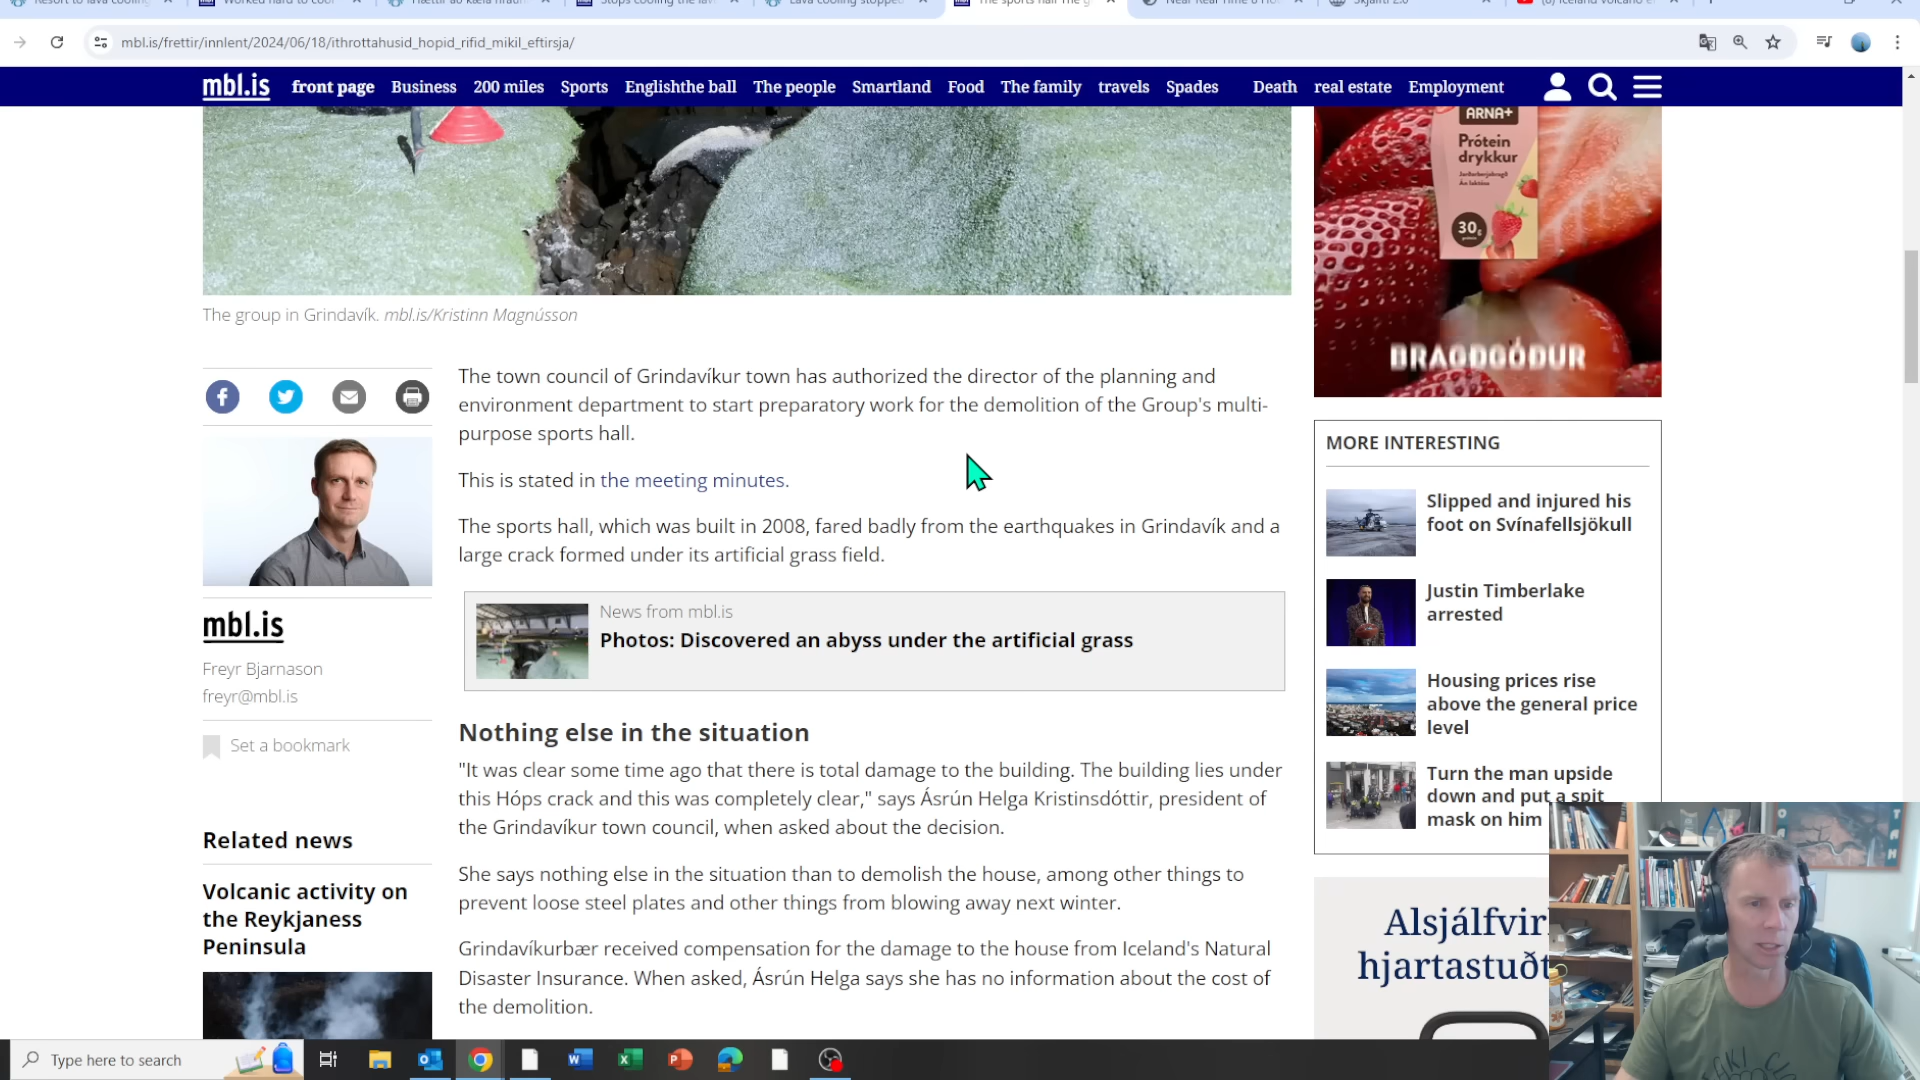 mbl.is/frettir/innlent/2024/06/18/ithrottahusid_hopid_rifid_mikil_eftirsja/
mbl.is front page Business 200 miles Sports Englishthe ball The people Smartland Food The family travels Spades Death real estate Employment
ARNA+
Prótein
drykkur
30g
BRAGÐGÓÐUR
The group in Grindavík. mbl.is/Kristinn Magnússon
The town council of Grindavíkur town has authorized the director of the planning and
environment department to start preparatory work for the demolition of the Group's multi-
purpose sports hall.
This is stated in the meeting minutes.
The sports hall, which was built in 2008, fared badly from the earthquakes in Grindavík and a
large crack formed under its artificial grass field.
News from mbl.is
Photos: Discovered an abyss under the artificial grass
Nothing else in the situation
"It was clear some time ago that there is total damage to the building. The building lies under
this Hóps crack and this was completely clear," says Ásrún Helga Kristinsdóttir, president of
the Grindavíkur town council, when asked about the decision.
She says nothing else in the situation than to demolish the house, among other things to
prevent loose steel plates and other things from blowing away next winter.
Grindavíkurbær received compensation for the damage to the house from Iceland's Natural
Disaster Insurance. When asked, Ásrún Helga says she has no information about the cost of
the demolition.
mbl.is
Freyr Bjarnason
freyr@mbl.is
Set a bookmark
Related news
Volcanic activity on
the Reykjaness
Peninsula
MORE INTERESTING
Slipped and injured his
foot on Svínafellsjökull
Justin Timberlake
arrested
Housing prices rise
above the general price
level
Turn the man upside
down and put a spit
mask on him
Alsjálfvir
hjartastuðt
Type here to search